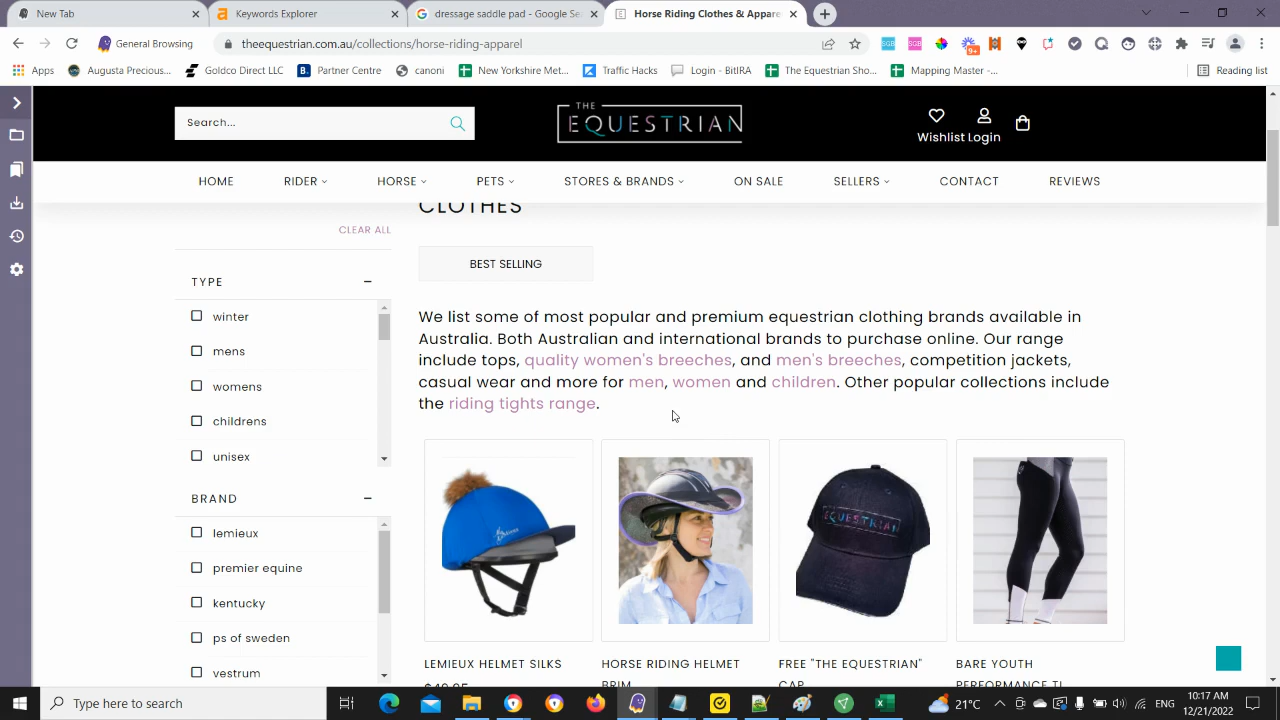 New Tab
Keywords Explorer
dressage saddle pad - Google Se
Horse Riding Clothes & Appare
General Browsing
theequestrian.com.au/collections/horse-riding-apparel
9+
Apps
Augusta Precious...
Goldco Direct LLC
Partner Centre
canoni
New Yorkshire Met...
Traffic Hacks
Login - BitIRA
The Equestrian Sho...
Mapping Master -...
Reading list
Search...
THE
EQUESTRIAN
Wishlist Login
HOME
RIDER
HORSE
PETS
STORES & BRANDS
ON SALE
SELLERS
CONTACT
REVIEWS
CLOTHES
CLEAR ALL
BEST SELLING
TYPE
winter
mens
womens
childrens
unisex
BRAND
lemieux
premier equine
kentucky
ps of sweden
vestrum
We list some of most popular and premium equestrian clothing brands available in
Australia. Both Australian and international brands to purchase online. Our range
include tops, quality women's breeches, and men's breeches, competition jackets,
casual wear and more for men, women and children. Other popular collections include
the riding tights range.
EQUESTRIAN
LEMIEUX HELMET SILKS
HORSE RIDING HELMET
BRIM
FREE "THE EQUESTRIAN"
CAP
BARE YOUTH
PERFORMANCE TI
Type here to search
21°C
ENG
10:17 AM
12/21/2022